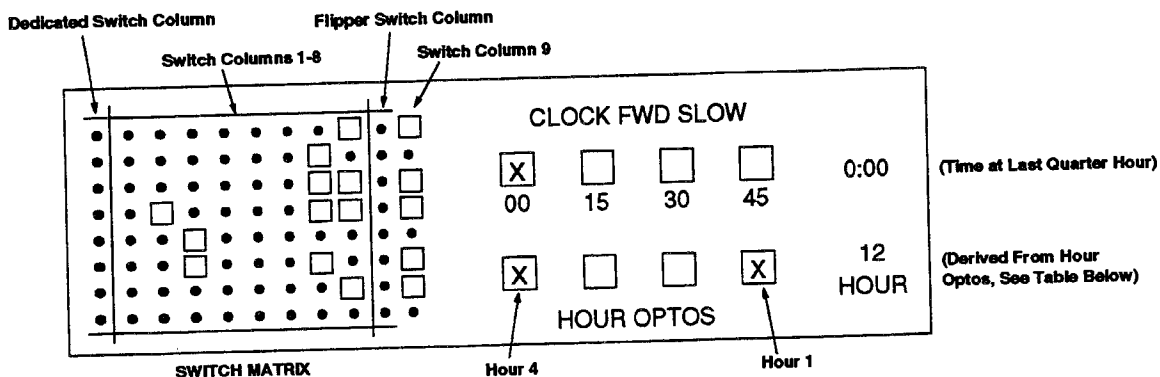 Dedicated Switch Column
Flipper Switch Column
Switch Columns 1-8
Switch Column 9
CLOCK FWD SLOW
X
00 15 30 45
0:00
(Time at Last Quarter Hour)
X X
12
HOUR
(Derived From Hour
Optos, See Table Below)
HOUR OPTOS
SWITCH MATRIX
Hour 4
Hour 1